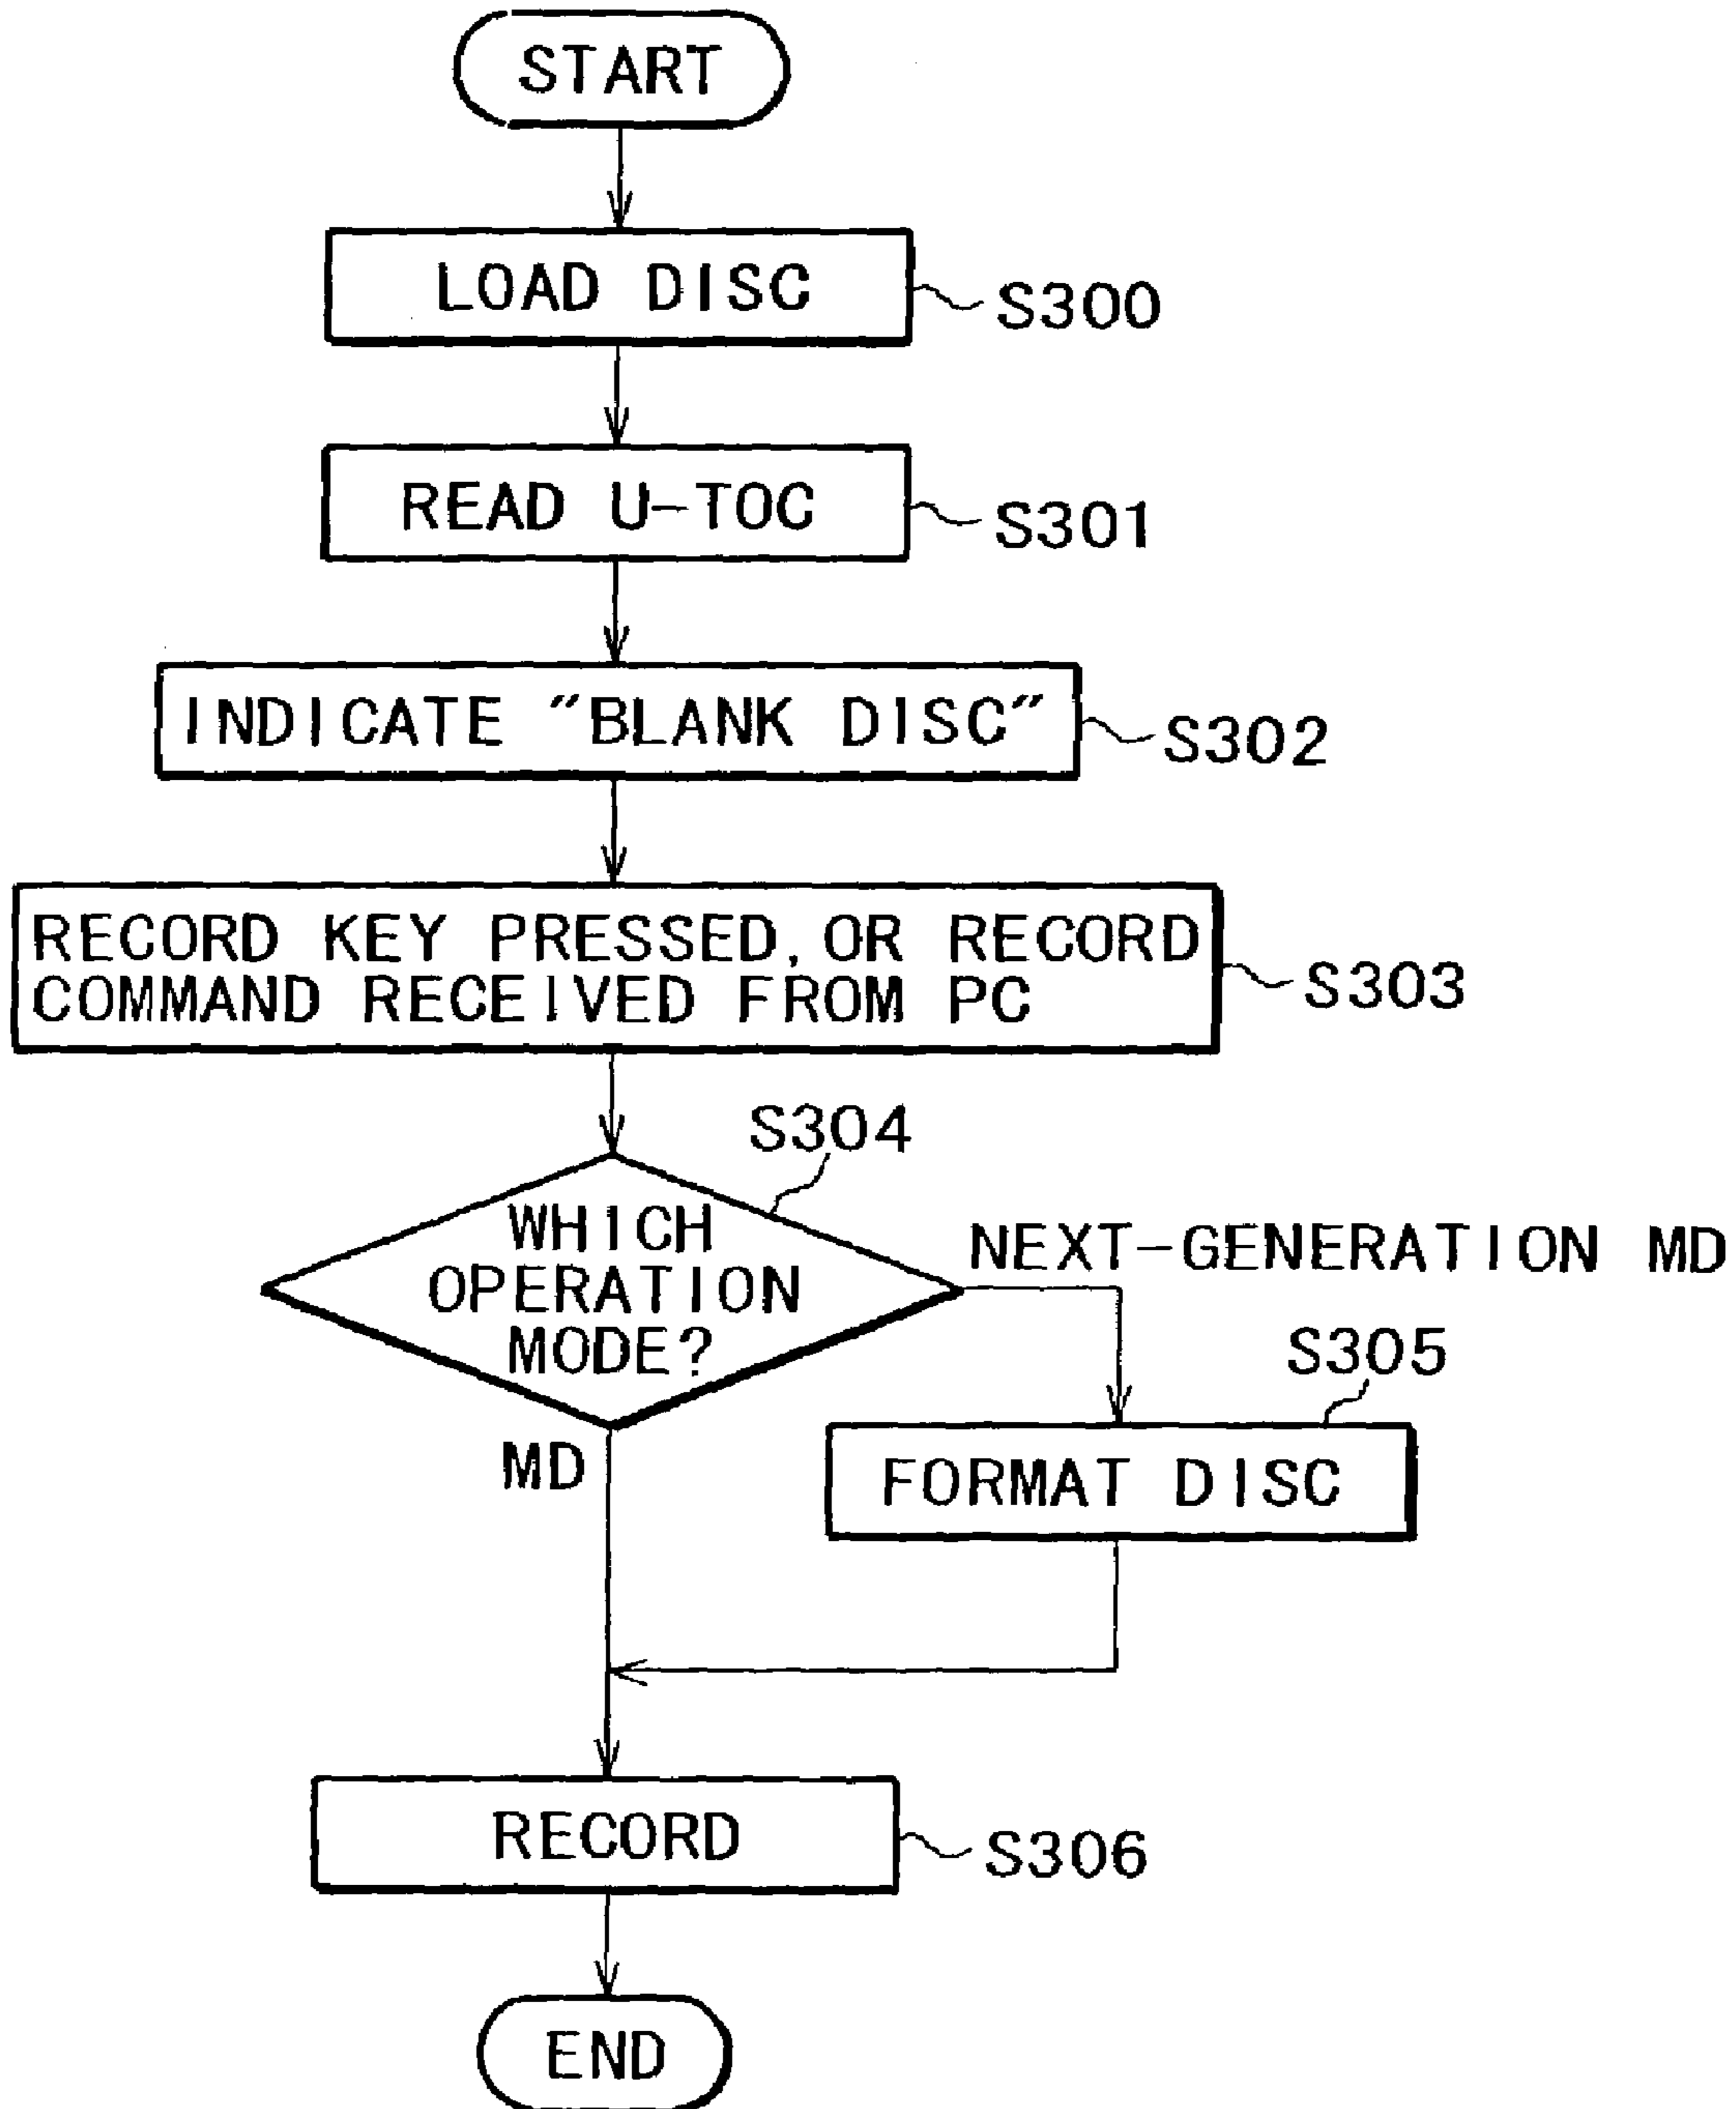 START
LOAD DISC
S300
READ U-TOC
S301
INDICATE "BLANK DISC"
S302
RECORD KEY PRESSED, OR RECORD
COMMAND RECEIVED FROM PC
S303
S304
WHICH
OPERATION
MODE?
NEXT-GENERATION MD
S305
MD
FORMAT DISC
RECORD
S306
END